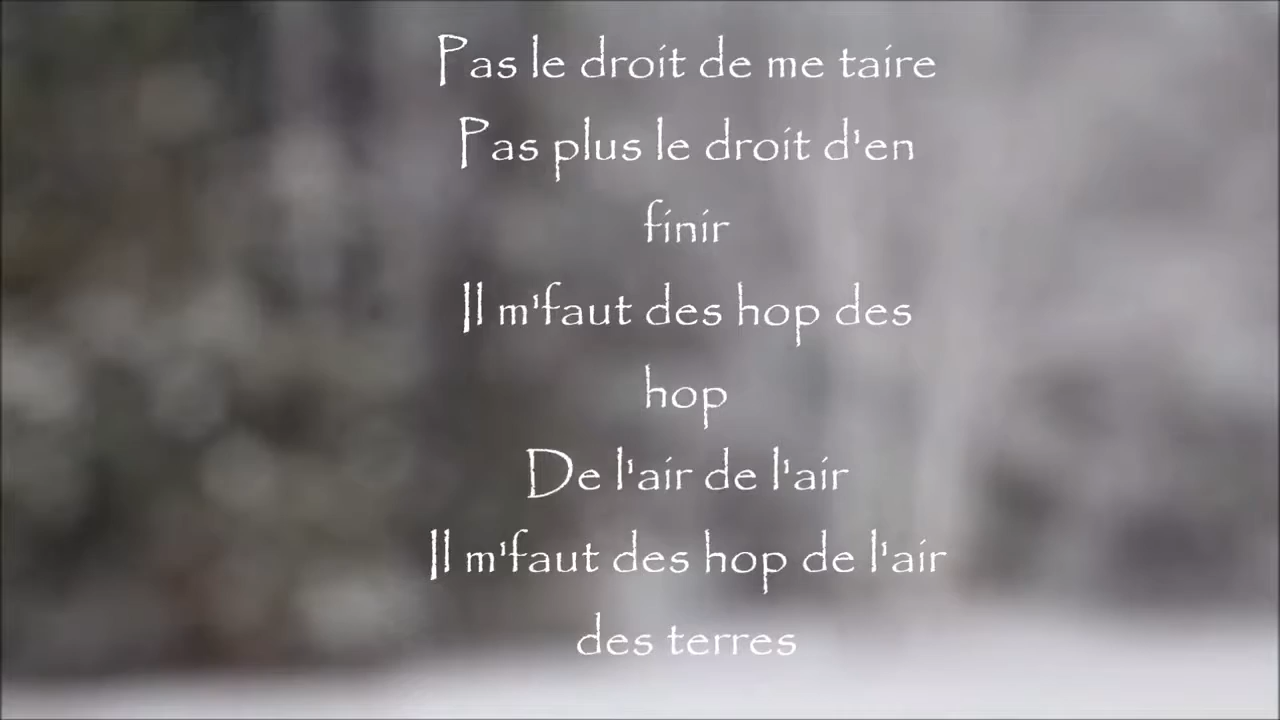 Pas le droit de me taire
Pas plus le droit d'en
finir
Il m'faut des hop des
hop
De l'air de l'air
Il m'faut des hop de l'air
des terres